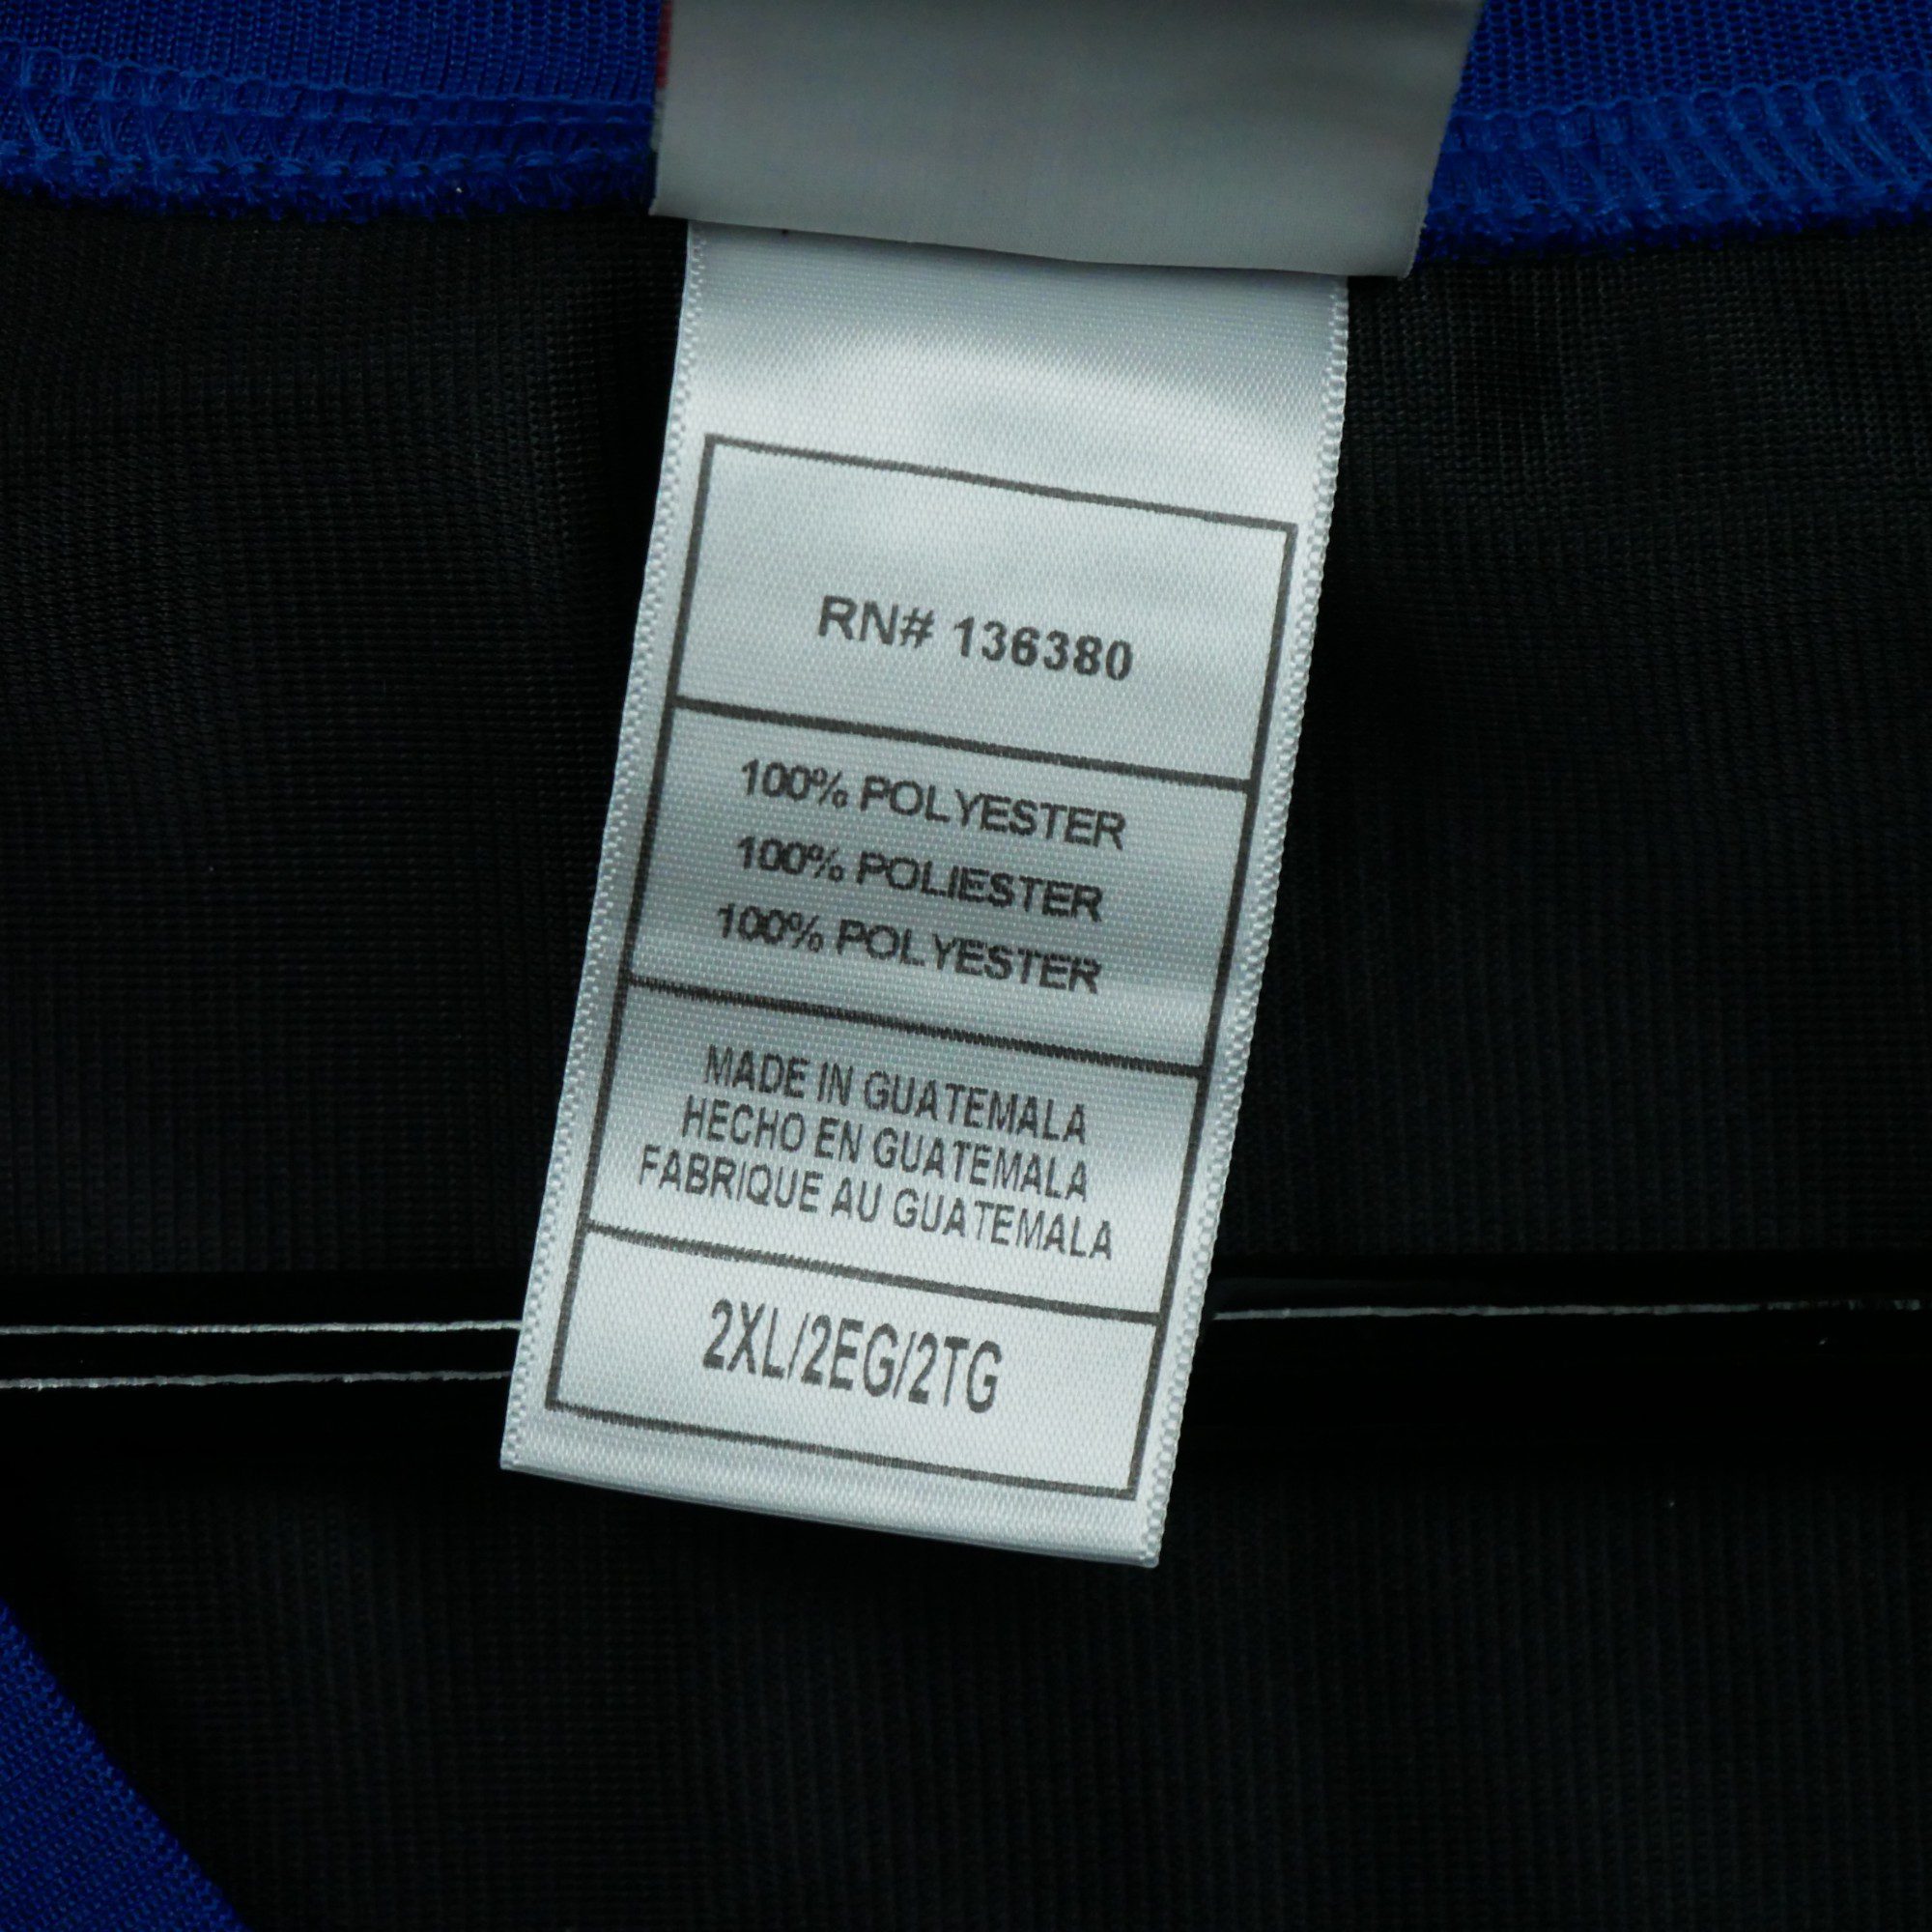 RN# 136380
100% POLYESTER
100% POLIESTER
100% POLYESTER
MADE IN GUATEMALA
HECHO EN GUATEMALA
FABRIQUE AU GUATEMALA
2XL/2EG/2TG